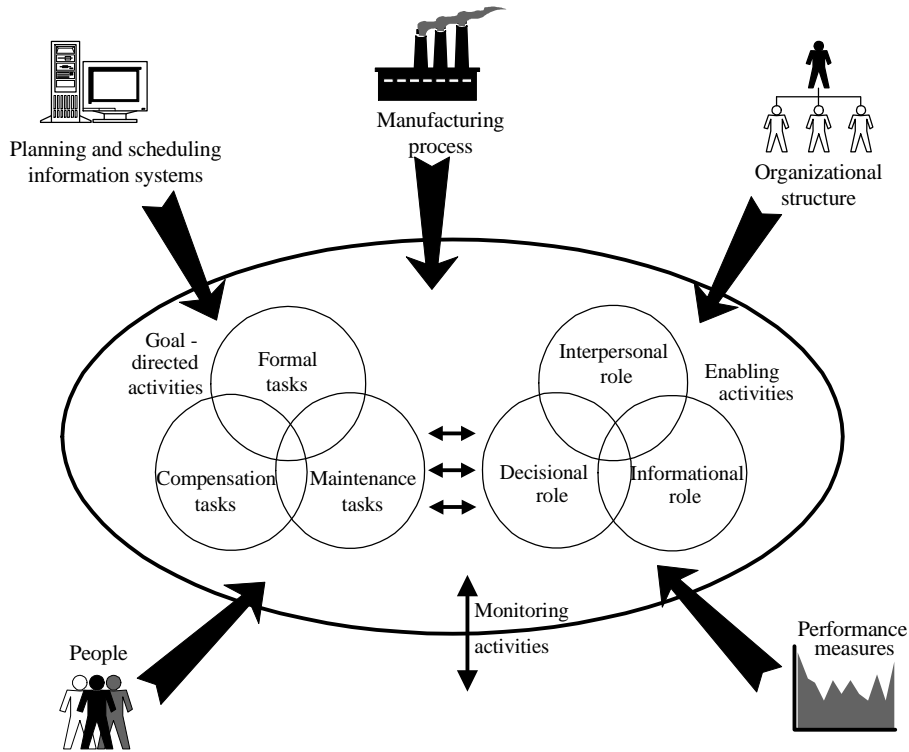 Manufacturing
process
Planning and scheduling
information systems
Organizational
structure
Goal -
directed
activities
Formal
tasks
Compensation
tasks
Maintenance
tasks
Interpersonal
role
Enabling
activities
Decisional
role
Informational
role
Monitoring
activities
People
Performance
measures